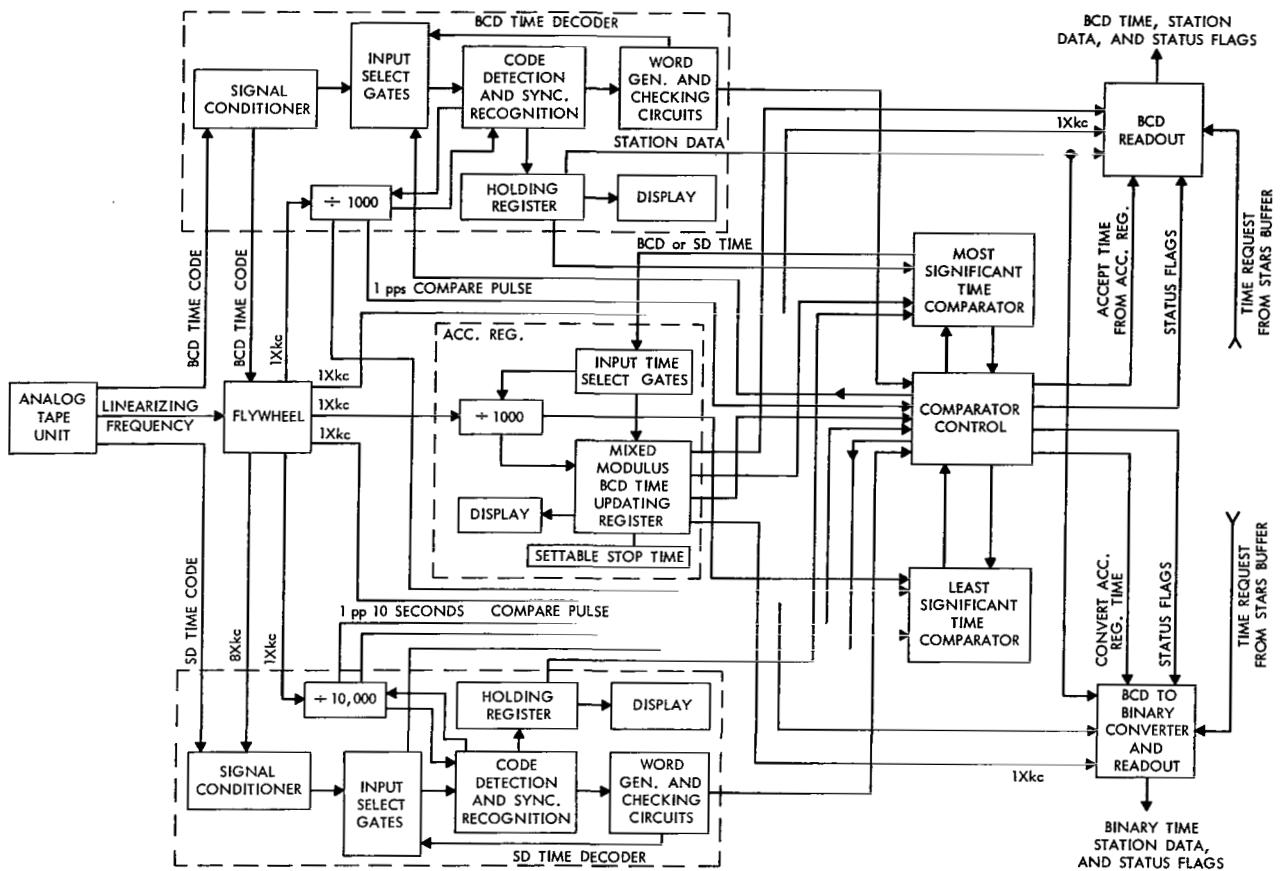 BCD TIME DECODER
SIGNAL
CONDITIONER
INPUT
SELECT
GATES
CODE
DETECTION
AND SYNC.
RECOGNITION
WORD
GEN. AND
CHECKING
CIRCUITS
STATION DATA
÷ 1000
HOLDING
REGISTER
DISPLAY
BCD TIME, STATION
DATA, AND STATUS FLAGS
1Xkc
BCD
READOUT
BCD TIME CODE
BCD TIME CODE
1Xkc
1 pps COMPARE PULSE
BCD or SD TIME
MOST
SIGNIFICANT
TIME
COMPARATOR
ACCEPT TIME
FROM ACC. REG.
STATUS FLAGS
TIME REQUEST
FROM STARS BUFFER
ANALOG
TAPE
UNIT
LINEARIZING
FREQUENCY
FLYWHEEL
1Xkc
1Xkc
1Xkc
ACC. REG.
INPUT TIME
SELECT GATES
÷ 1000
MIXED
MODULUS
BCD TIME
UPDATING
REGISTER
DISPLAY
SETTABLE STOP TIME
COMPARATOR
CONTROL
LEAST
SIGNIFICANT
TIME
COMPARATOR
SD TIME CODE
8Xkc
1Xkc
1 pp 10 SECONDS COMPARE PULSE
CONVERT ACC.
REG. TIME
STATUS FLAGS
TIME REQUEST
FROM STARS BUFFER
÷ 10,000
HOLDING
REGISTER
DISPLAY
SIGNAL
CONDITIONER
INPUT
SELECT
GATES
CODE
DETECTION
AND SYNC.
RECOGNITION
WORD
GEN. AND
CHECKING
CIRCUITS
SD TIME DECODER
1Xkc
BCD TO
BINARY
CONVERTER
AND
READOUT
BINARY TIME
STATION DATA,
AND STATUS FLAGS